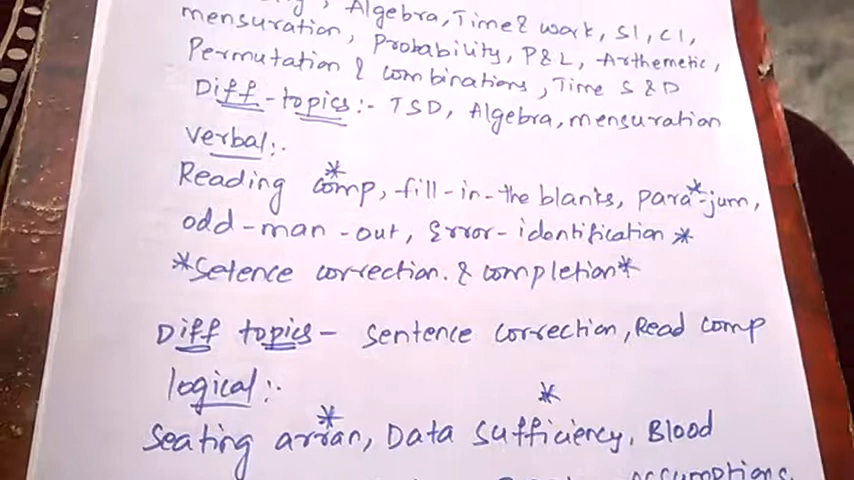 Algebra, Time & work, SI, CI,
mensuration, Probability, P&L, Arthemetic,
Permutation & combinations, Time S & D
Diff-topics:- TSD, Algebra, mensuration
Verbal:-
Reading comp*, fill-in-the blanks, para*-jum,
odd-man-out, Error-identification *
*Setence correction. & completion*
Diff topics- sentence correction, Read comp
logical:-
Seating arran*, Data sufficiency*, Blood
assumptions.